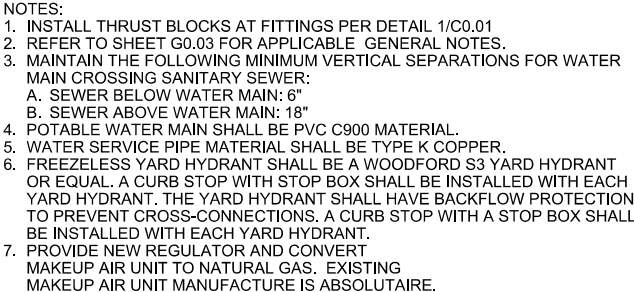 NOTES:
1. INSTALL THRUST BLOCKS AT FITTINGS PER DETAIL 1/C0.01
2. REFER TO SHEET G0.03 FOR APPLICABLE GENERAL NOTES.
3. MAINTAIN THE FOLLOWING MINIMUM VERTICAL SEPARATIONS FOR WATER
MAIN CROSSING SANITARY SEWER:
A. SEWER BELOW WATER MAIN: 6"
B. SEWER ABOVE WATER MAIN: 18"
4. POTABLE WATER MAIN SHALL BE PVC C900 MATERIAL.
5. WATER SERVICE PIPE MATERIAL SHALL BE TYPE K COPPER.
6. FREEZELESS YARD HYDRANT SHALL BE A WOODFORD S3 YARD HYDRANT
OR EQUAL. A CURB STOP WITH STOP BOX SHALL BE INSTALLED WITH EACH
YARD HYDRANT. THE YARD HYDRANT SHALL HAVE BACKFLOW PROTECTION
TO PREVENT CROSS-CONNECTIONS. A CURB STOP WITH A STOP BOX SHALL
BE INSTALLED WITH EACH YARD HYDRANT.
7. PROVIDE NEW REGULATOR AND CONVERT
MAKEUP AIR UNIT TO NATURAL GAS. EXISTING
MAKEUP AIR UNIT MANUFACTURE IS ABSOLUTAIRE.